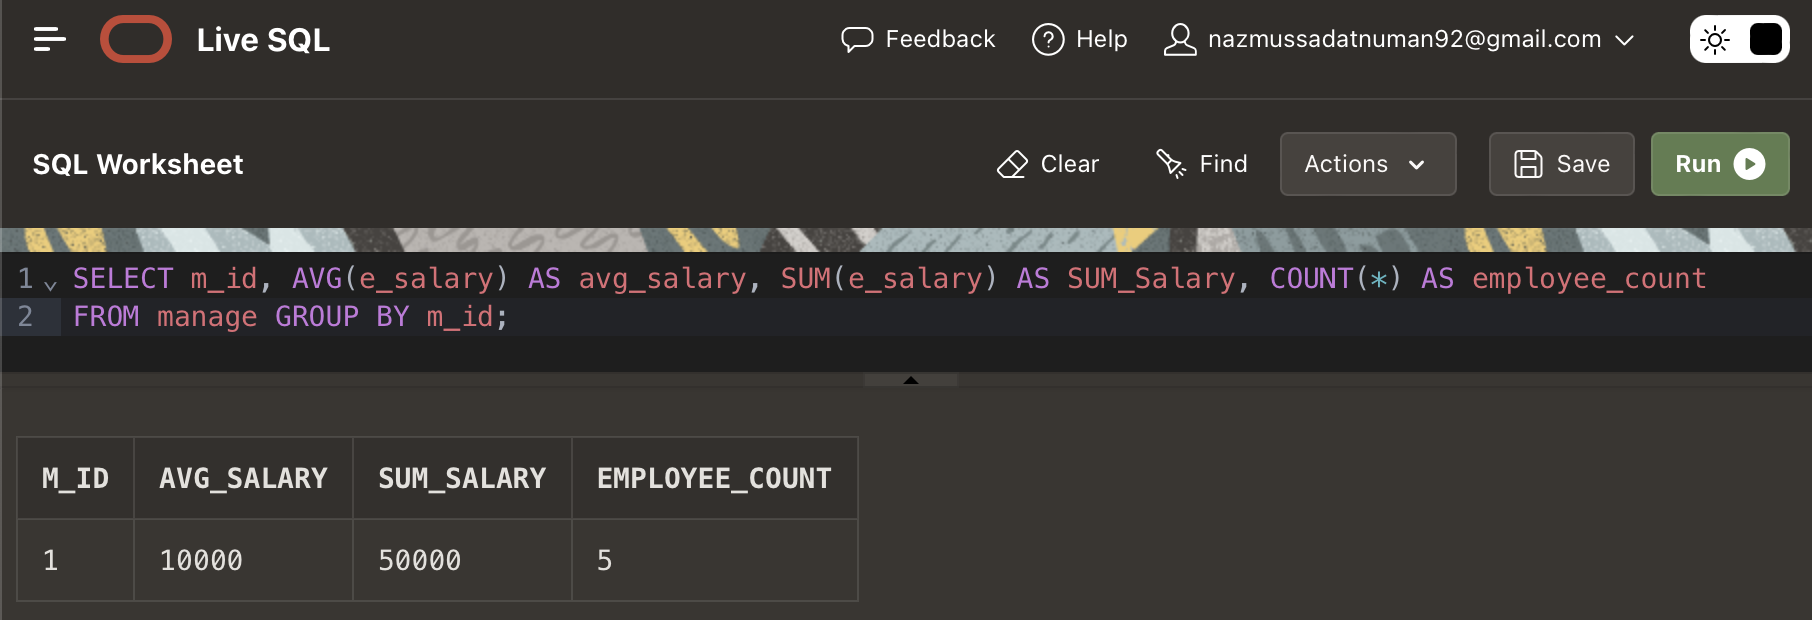 Live SQL
Feedback
Help
nazmussadatnuman92@gmail.com
SQL Worksheet
Clear
Find
Actions
Save
Run
1 SELECT m_id, AVG(e_salary) AS avg_salary, SUM(e_salary) AS SUM_Salary, COUNT(*) AS employee_count
2 FROM manage GROUP BY m_id;
M_ID AVG_SALARY SUM_SALARY EMPLOYEE_COUNT
1 10000 50000 5